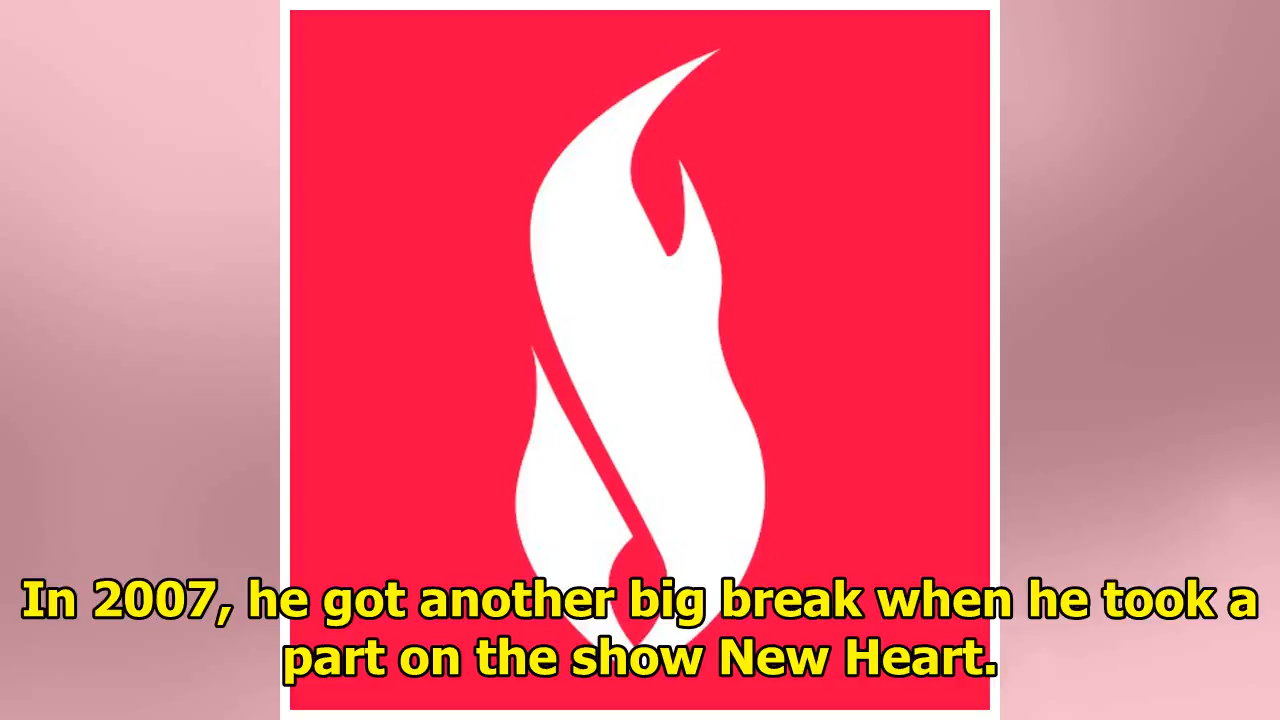 In 2007, he got another big break when he took a
part on the show New Heart.